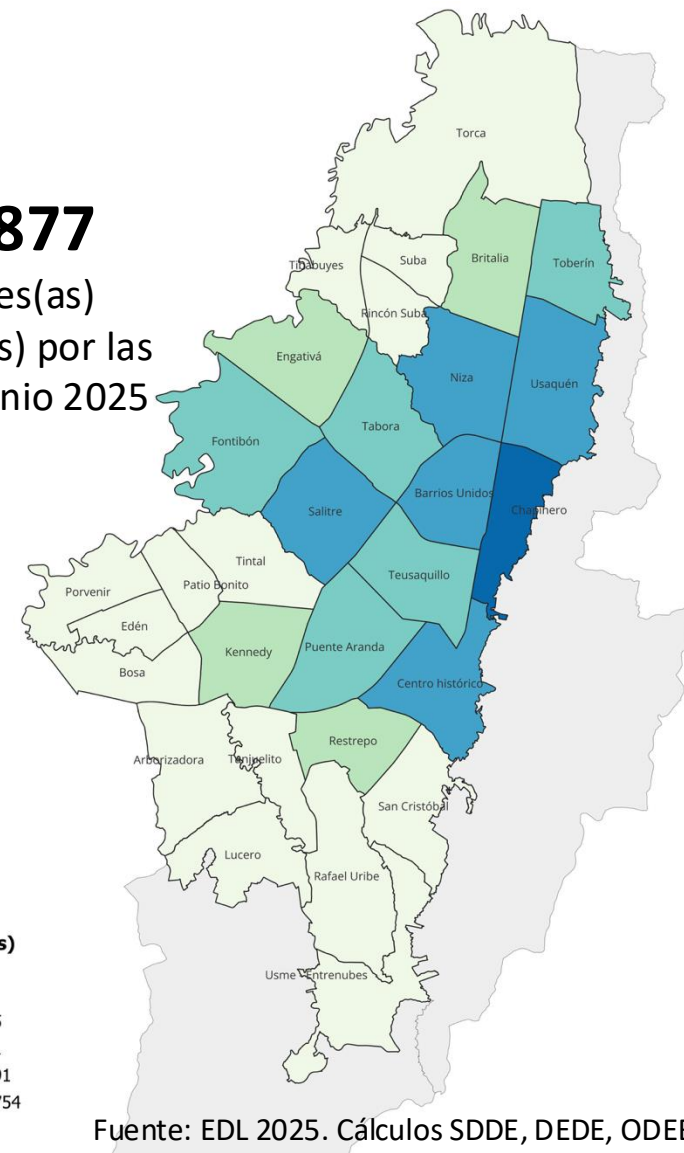 877
es(as)
s) por las
nio 2025
Torca
Tibabuyes
Suba
Britalia
Toberín
Rincón Suba
Engativá
Niza
Usaquén
Tabora
Fontibón
Barrios Unidos
Salitre
Chapinero
Tintal
Teusaquillo
Patio Bonito
Porvenir
Edén
Puente Aranda
Kennedy
Bosa
Centro histórico
Restrepo
Arborizadora
Tunjuelito
San Cristóbal
Lucero
Rafael Uribe
s)
Usme - Entrenubes
91
754
Fuente: EDL 2025. Cálculos SDDE, DEDE, ODEE